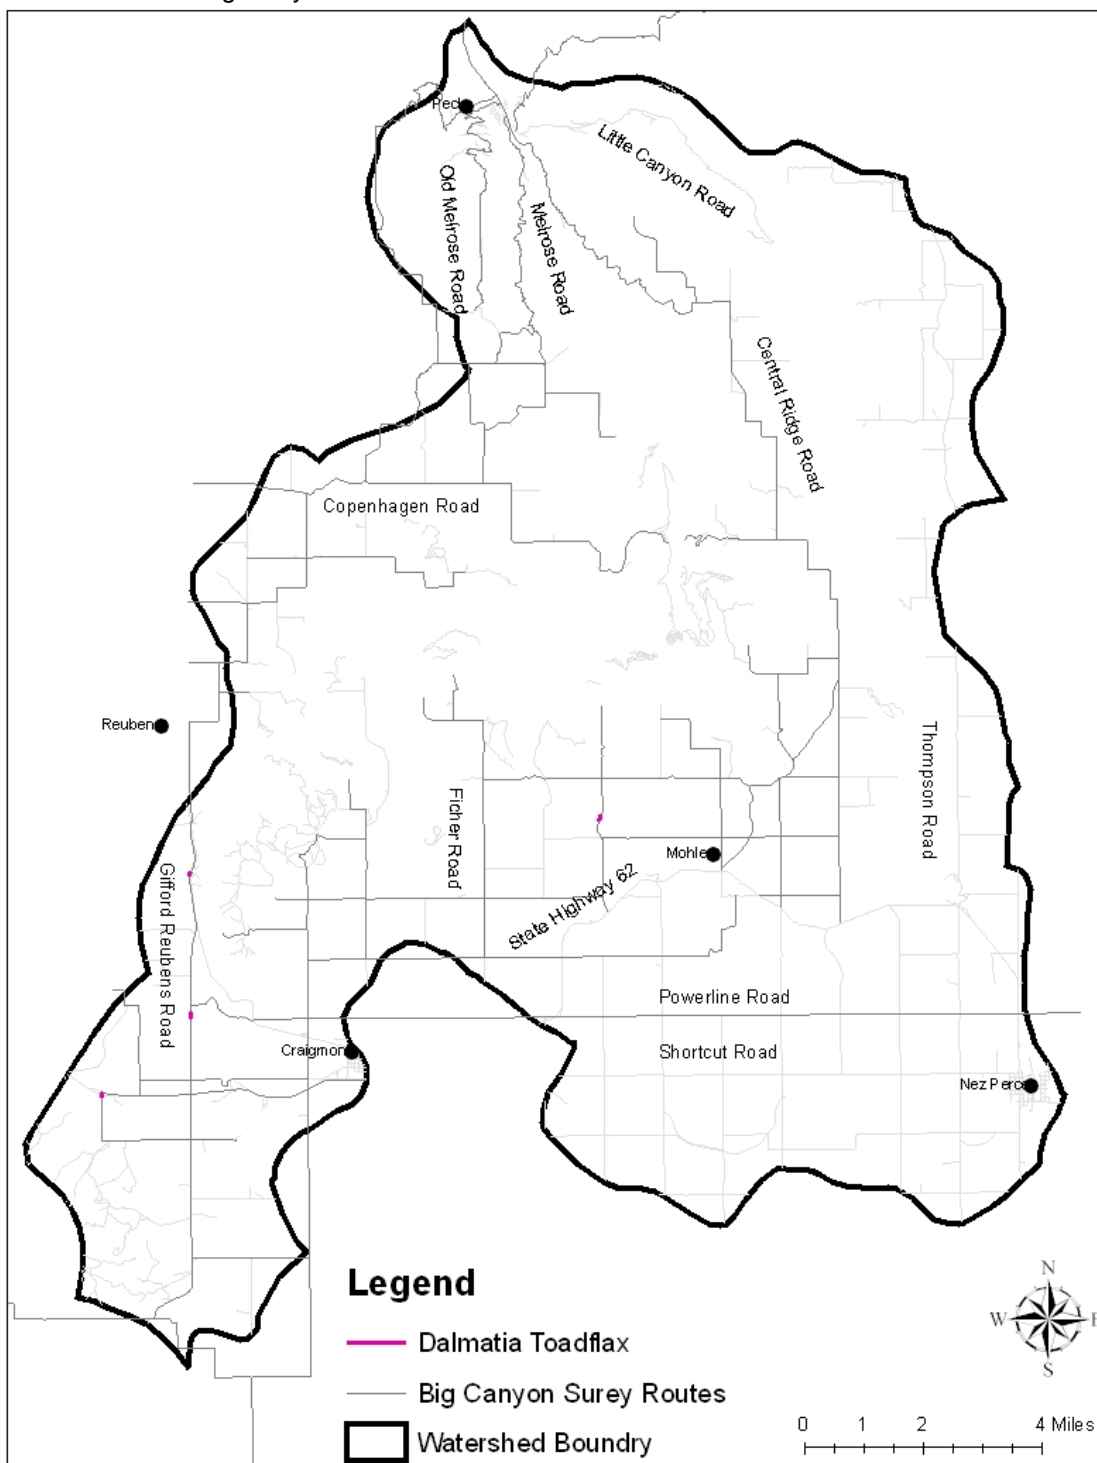 Peck
Little Canyon Road
Old Melrose Road
Melrose Road
Central Ridge Road
Copenhagen Road
Reuben
Thompson Road
Ficher Road
Mohle
Gifford Reubens Road
State Highway 62
Powerline Road
Craigmon
Shortcut Road
Nez Perce
Legend
Dalmatia Toadflax
Big Canyon Surey Routes
Watershed Boundry
N
W E
S
0 1 2 4 Miles